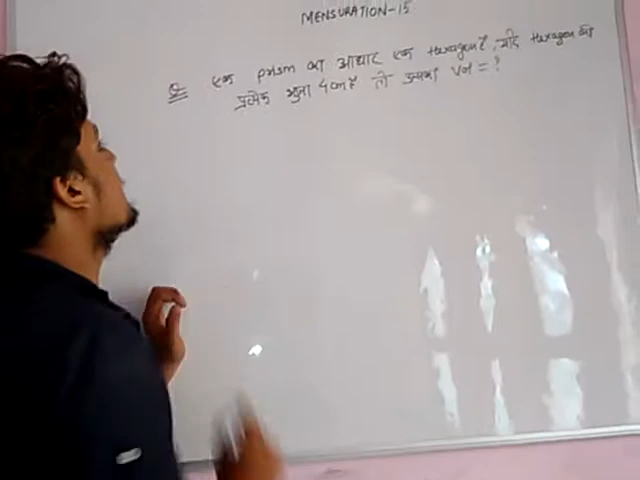 MENSURATION-15
Q एक prism का आधार एक Hexagon है, यदि Hexagon की
प्रत्येक भुजा 4cm है तो उसका Vol = ?